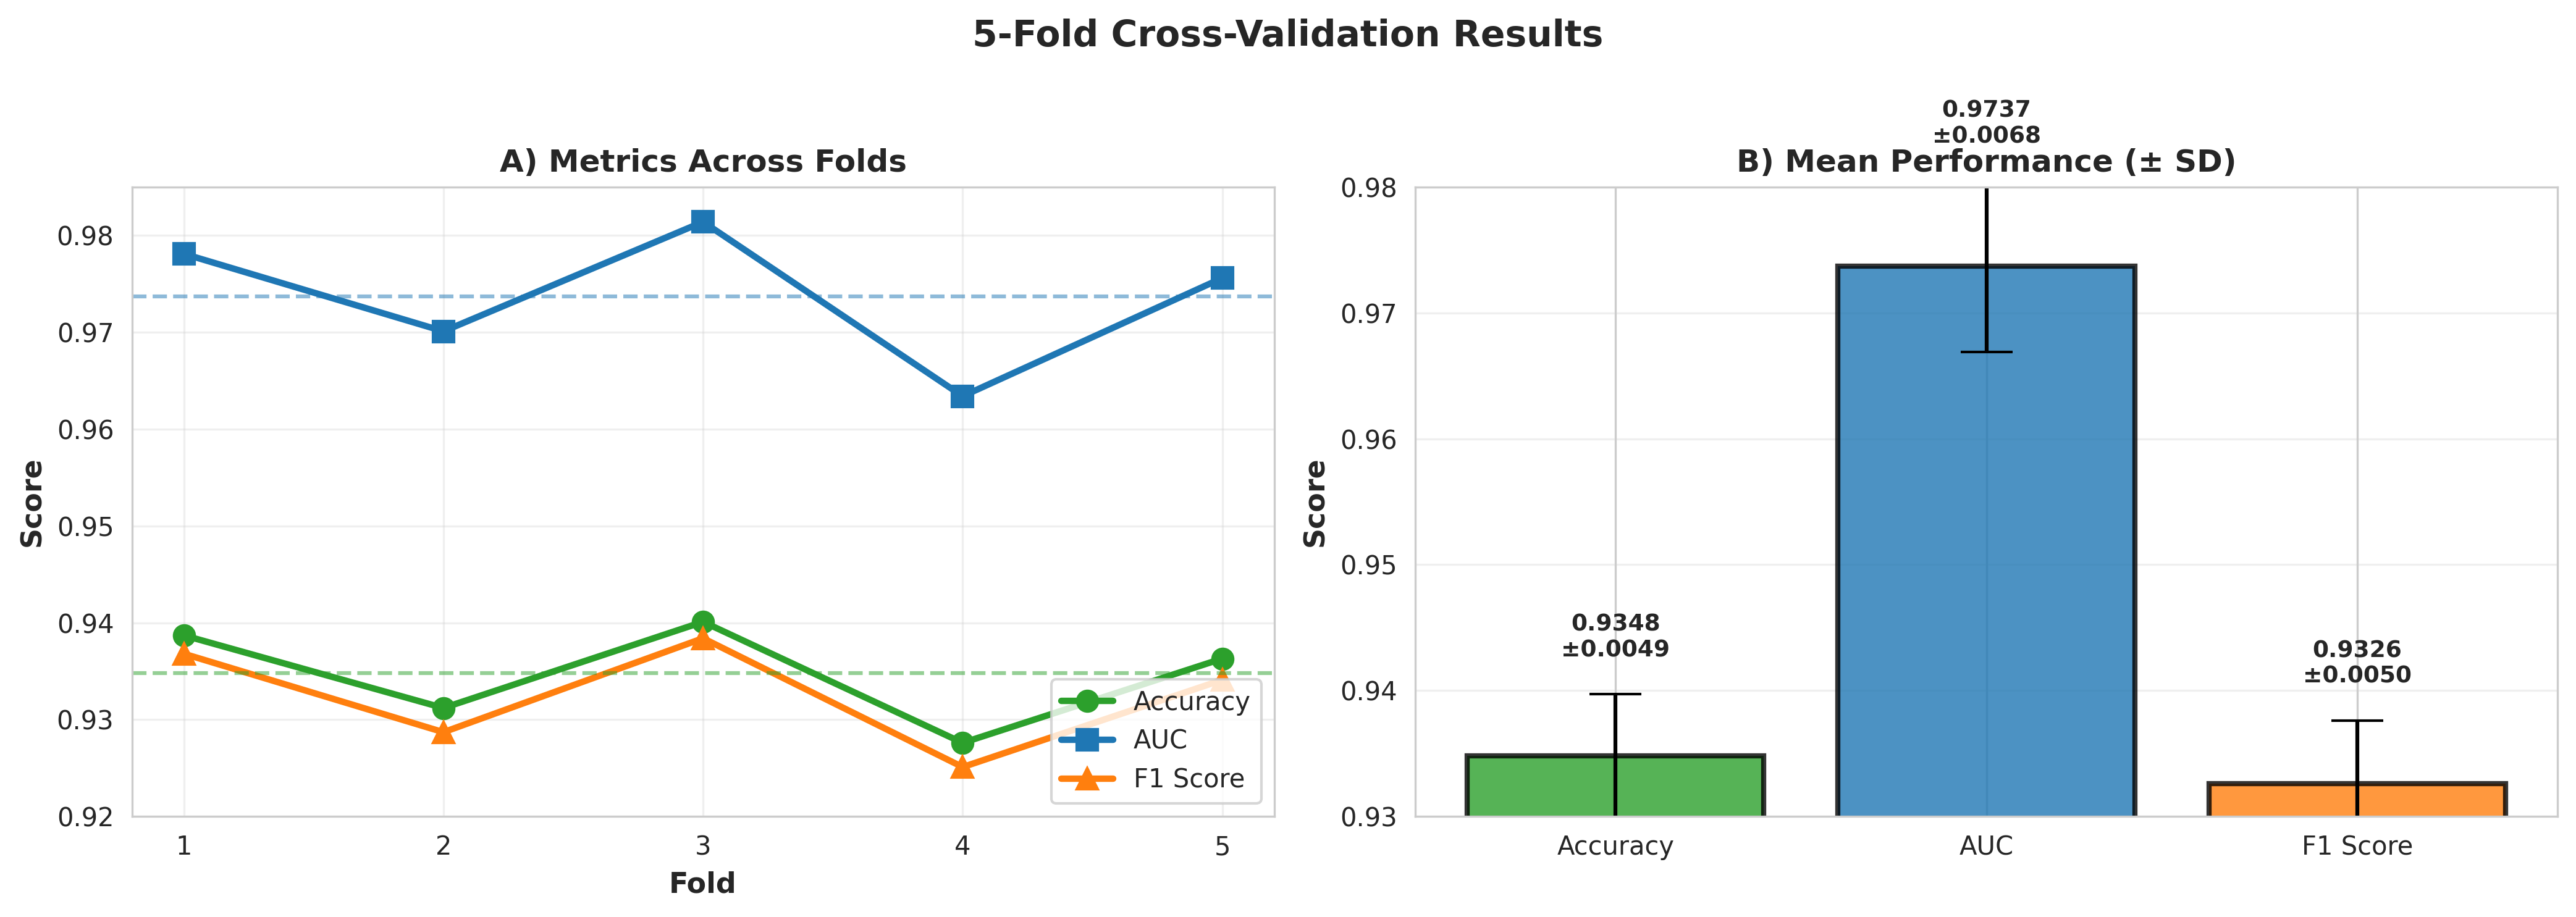 5-Fold Cross-Validation Results
A) Metrics Across Folds
0.98
0.97
0.96
0.95
0.94
0.93
0.92
Score
1 2 3 4 5
Fold
Accuracy
AUC
F1 Score
0.9737
±0.0068
B) Mean Performance (± SD)
0.98
0.97
0.96
0.95
0.94
0.93
Score
0.9348
±0.0049
0.9326
±0.0050
Accuracy AUC F1 Score